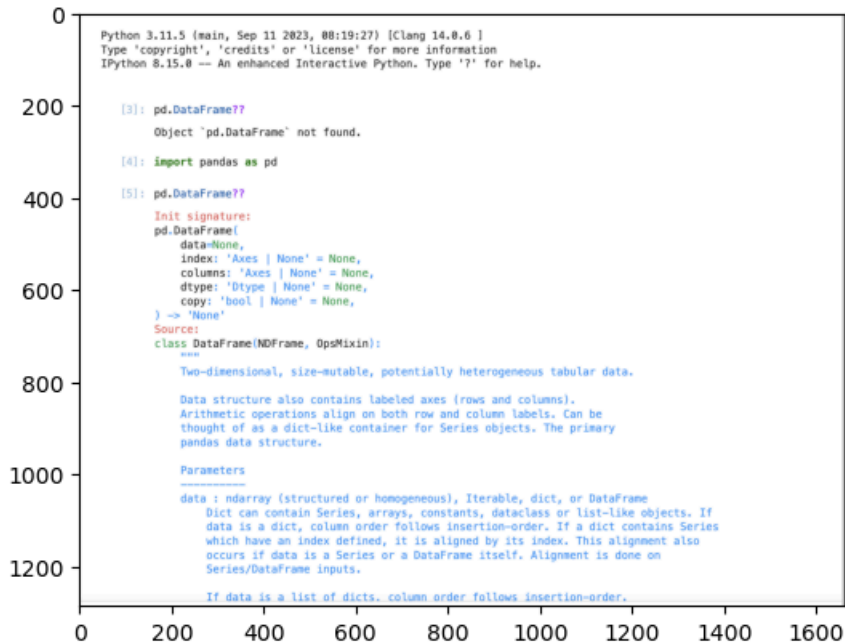 Python 3.11.5 (main, Sep 11 2023, 08:19:27) [Clang 14.0.6 ]
Type 'copyright', 'credits' or 'license' for more information
IPython 8.15.0 -- An enhanced Interactive Python. Type '?' for help.
[3]: pd.DataFrame??
Object `pd.DataFrame` not found.
[4]: import pandas as pd
[5]: pd.DataFrame??
Init signature:
pd.DataFrame(
    data=None,
    index: 'Axes | None' = None,
    columns: 'Axes | None' = None,
    dtype: 'Dtype | None' = None,
    copy: 'bool | None' = None,
) -> 'None'
Source:
class DataFrame(NDFrame, OpsMixin):
    """
    Two-dimensional, size-mutable, potentially heterogeneous tabular data.
    Data structure also contains labeled axes (rows and columns).
    Arithmetic operations align on both row and column labels. Can be
    thought of as a dict-like container for Series objects. The primary
    pandas data structure.
    Parameters
    ----------
    data : ndarray (structured or homogeneous), Iterable, dict, or DataFrame
        Dict can contain Series, arrays, constants, dataclass or list-like objects. If
        data is a dict, column order follows insertion-order. If a dict contains Series
        which have an index defined, it is aligned by its index. This alignment also
        occurs if data is a Series or a DataFrame itself. Alignment is done on
        Series/DataFrame inputs.
        If data is a list of dicts, column order follows insertion-order.
0
200
400
600
800
1000
1200
0 200 400 600 800 1000 1200 1400 1600